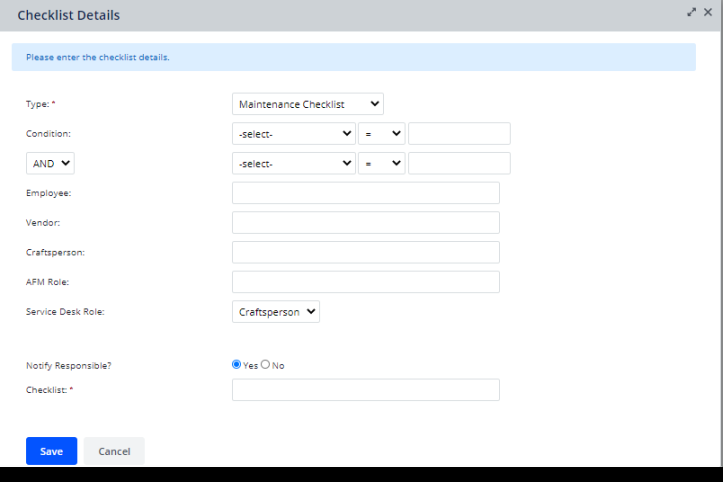 Checklist Details
Please enter the checklist details.
Type: * Maintenance Checklist
Condition: -select- =
AND -select- =
Employee:
Vendor:
Craftsperson:
AFM Role:
Service Desk Role: Craftsperson
Notify Responsible? Yes No
Checklist: *
Save Cancel